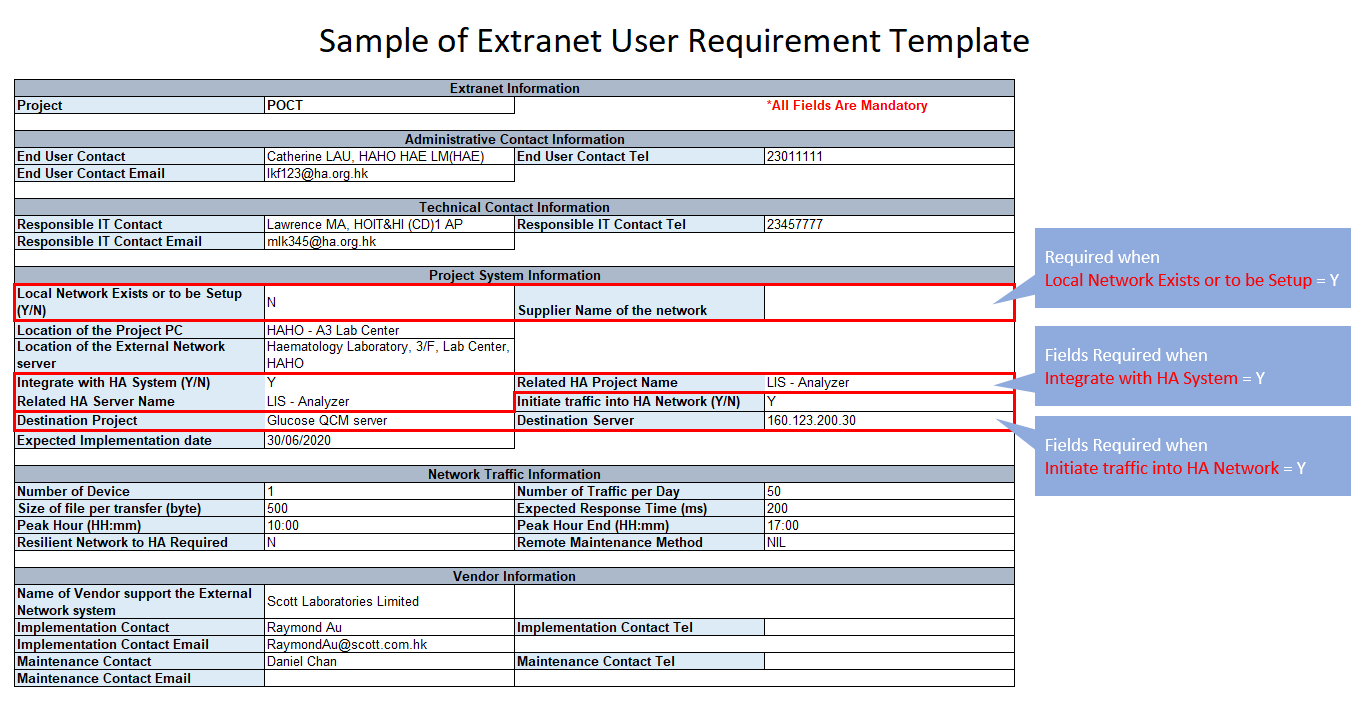 Sample of Extranet User Requirement Template
Extranet Information
Project POCT *All Fields Are Mandatory
Administrative Contact Information
End User Contact Catherine LAU, HAHO HAE LM(HAE) End User Contact Tel 23011111
End User Contact Email lkf123@ha.org.hk
Technical Contact Information
Responsible IT Contact Lawrence MA, HOIT&HI (CD)1 AP Responsible IT Contact Tel 23457777
Responsible IT Contact Email mlk345@ha.org.hk
Project System Information
Local Network Exists or to be Setup
(Y/N) N Supplier Name of the network
Required when
Local Network Exists or to be Setup = Y
Location of the Project PC HAHO - A3 Lab Center
Location of the External Network
server
Haematology Laboratory, 3/F, Lab Center,
HAHO
Integrate with HA System (Y/N) Y Related HA Project Name LIS - Analyzer
Fields Required when
Integrate with HA System = Y
Related HA Server Name LIS - Analyzer Initiate traffic into HA Network (Y/N) Y
Destination Project Glucose QCM server Destination Server 160.123.200.30
Fields Required when
Initiate traffic into HA Network = Y
Expected Implementation date 30/06/2020
Network Traffic Information
Number of Device 1 Number of Traffic per Day 50
Size of file per transfer (byte) 500 Expected Response Time (ms) 200
Peak Hour (HH:mm) 10:00 Peak Hour End (HH:mm) 17:00
Resilient Network to HA Required N Remote Maintenance Method NIL
Vendor Information
Name of Vendor support the External
Network system
Scott Laboratories Limited
Implementation Contact Raymond Au Implementation Contact Tel
Implementation Contact Email RaymondAu@scott.com.hk
Maintenance Contact Daniel Chan Maintenance Contact Tel
Maintenance Contact Email